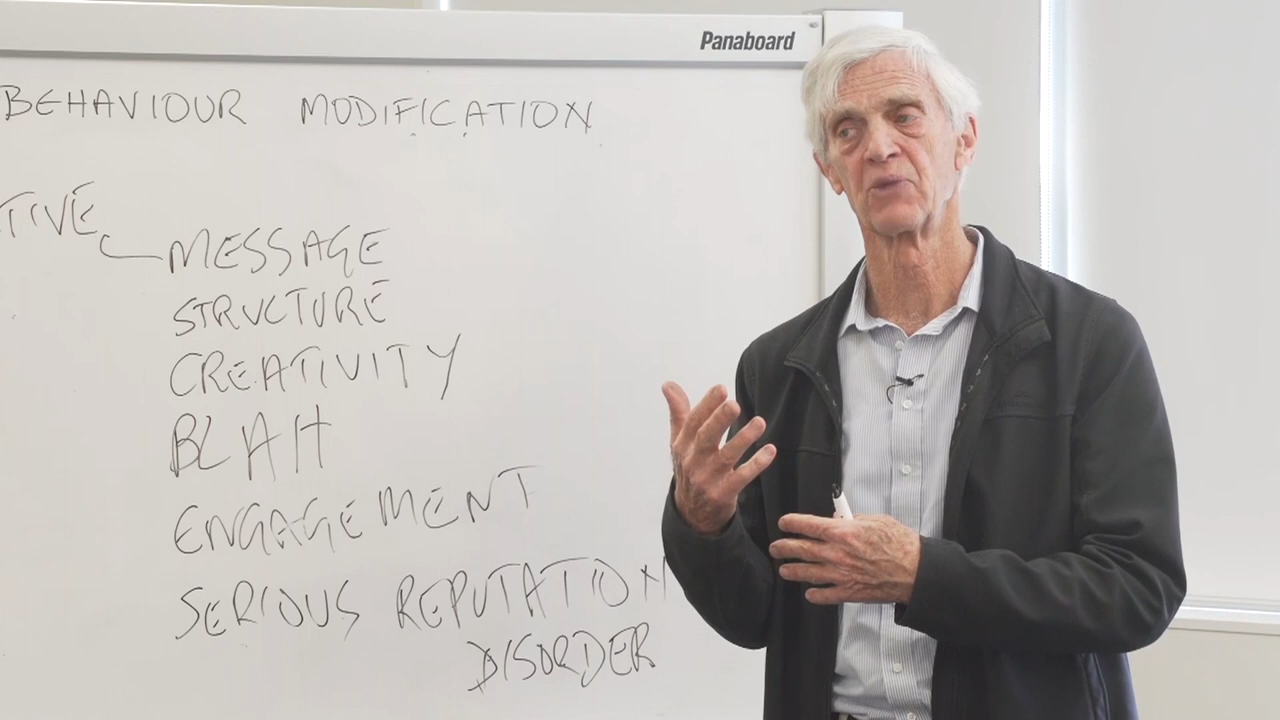 Panaboard
BEHAVIOUR MODIFICATION
TIVE
MESSAGE
STRUCTURE
CREATIVITY
BLAH
ENGAGEMENT
SERIOUS REPUTATION
DISORDER